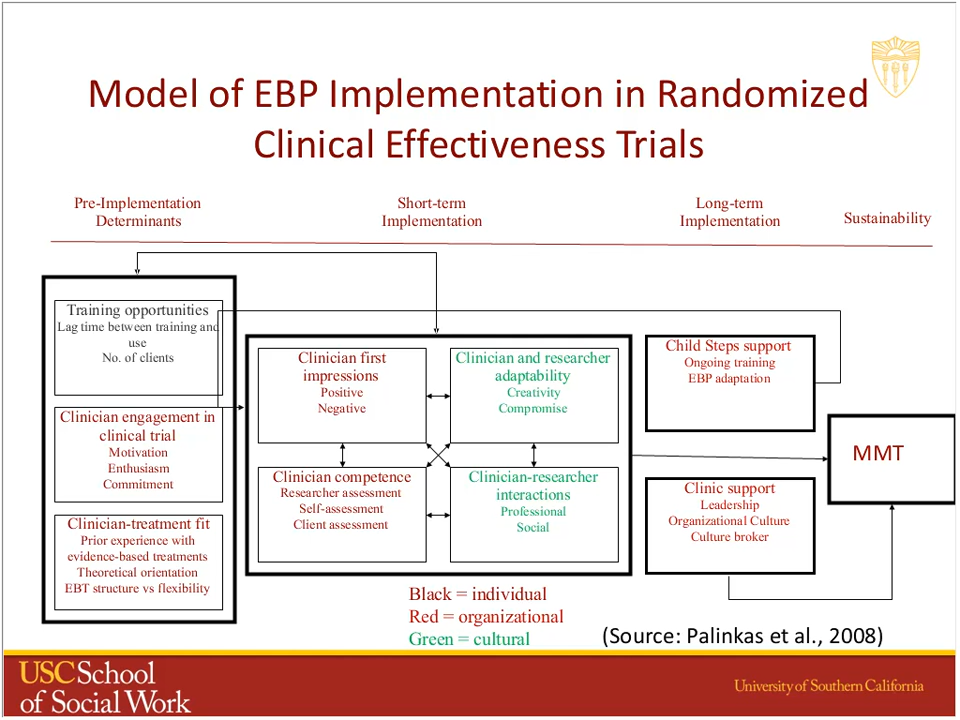 Model of EBP Implementation in Randomized
Clinical Effectiveness Trials
Pre-Implementation
Determinants
Short-term
Implementation
Long-term
Implementation
Sustainability
Training opportunities
Lag time between training and
use
No. of clients
Clinician engagement in
clinical trial
Motivation
Enthusiasm
Commitment
Clinician-treatment fit
Prior experience with
evidence-based treatments
Theoretical orientation
EBT structure vs flexibility
Clinician first
impressions
Positive
Negative
Clinician and researcher
adaptability
Creativity
Compromise
Clinician competence
Researcher assessment
Self-assessment
Client assessment
Clinician-researcher
interactions
Professional
Social
Child Steps support
Ongoing training
EBP adaptation
Clinic support
Leadership
Organizational Culture
Culture broker
MMT
Black = individual
Red = organizational
Green = cultural
(Source: Palinkas et al., 2008)
USC School
of Social Work
University of Southern California